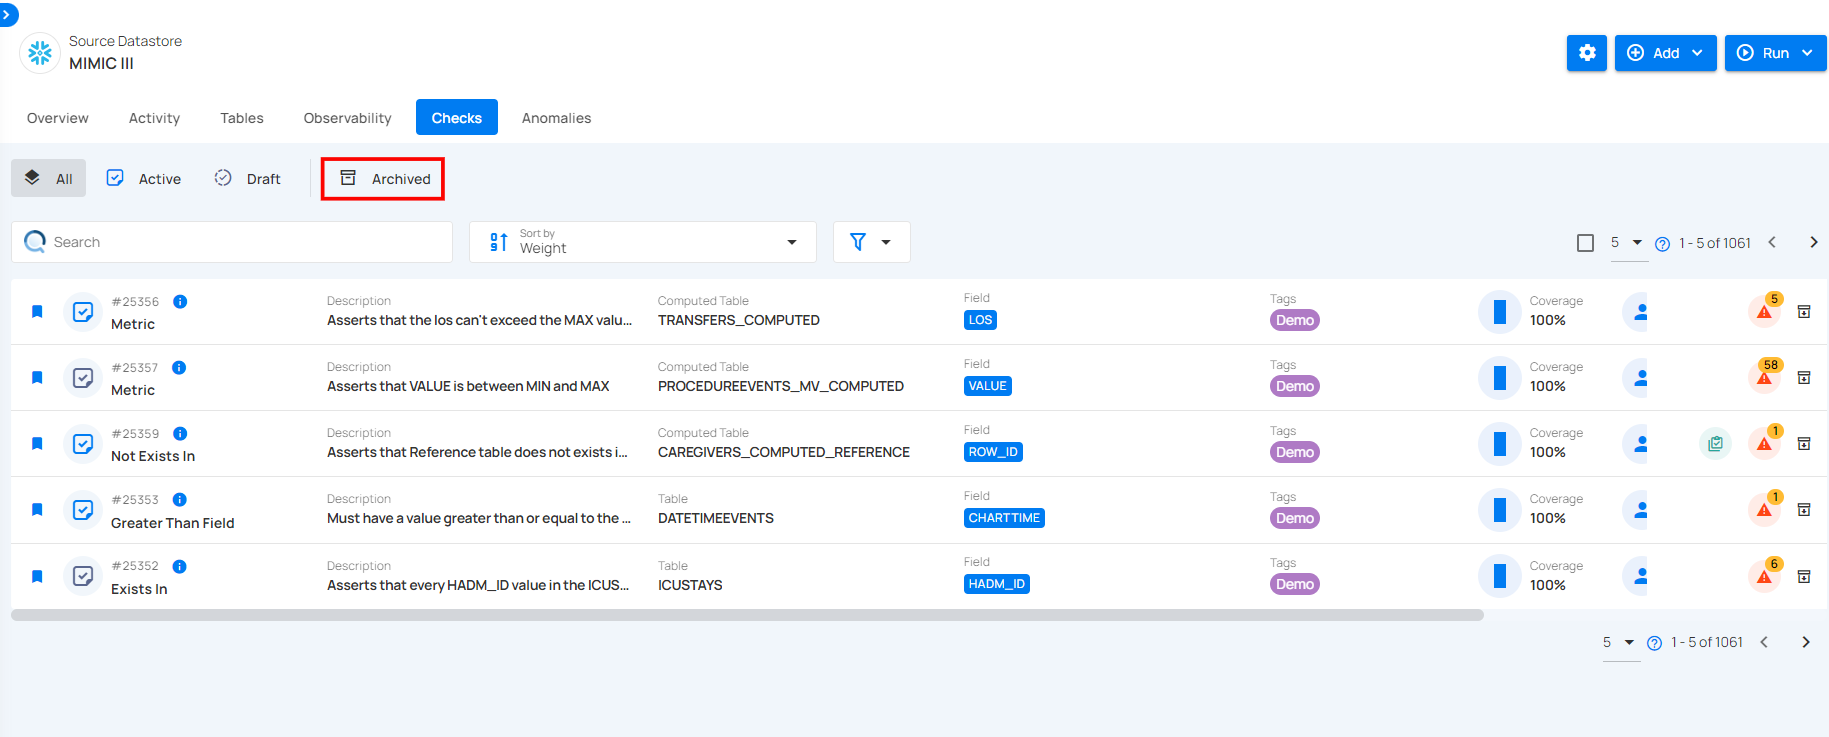 Source Datastore
MIMIC III
Add
Run
Overview Activity Tables Observability Checks Anomalies
All Active Draft Archived
Search
Sort by
Weight
5 1 - 5 of 1061
#25356
Metric
Description
Asserts that the los can't exceed the MAX valu...
Computed Table
TRANSFERS_COMPUTED
Field
LOS
Tags
Demo
Coverage
100%
5
#25357
Metric
Description
Asserts that VALUE is between MIN and MAX
Computed Table
PROCEDUREEVENTS_MV_COMPUTED
Field
VALUE
Tags
Demo
Coverage
100%
58
#25359
Not Exists In
Description
Asserts that Reference table does not exists i...
Computed Table
CAREGIVERS_COMPUTED_REFERENCE
Field
ROW_ID
Tags
Demo
Coverage
100%
1
#25353
Greater Than Field
Description
Must have a value greater than or equal to the ...
Table
DATETIMEEVENTS
Field
CHARTTIME
Tags
Demo
Coverage
100%
1
#25352
Exists In
Description
Asserts that every HADM_ID value in the ICUS...
Table
ICUSTAYS
Field
HADM_ID
Tags
Demo
Coverage
100%
6
5 1 - 5 of 1061